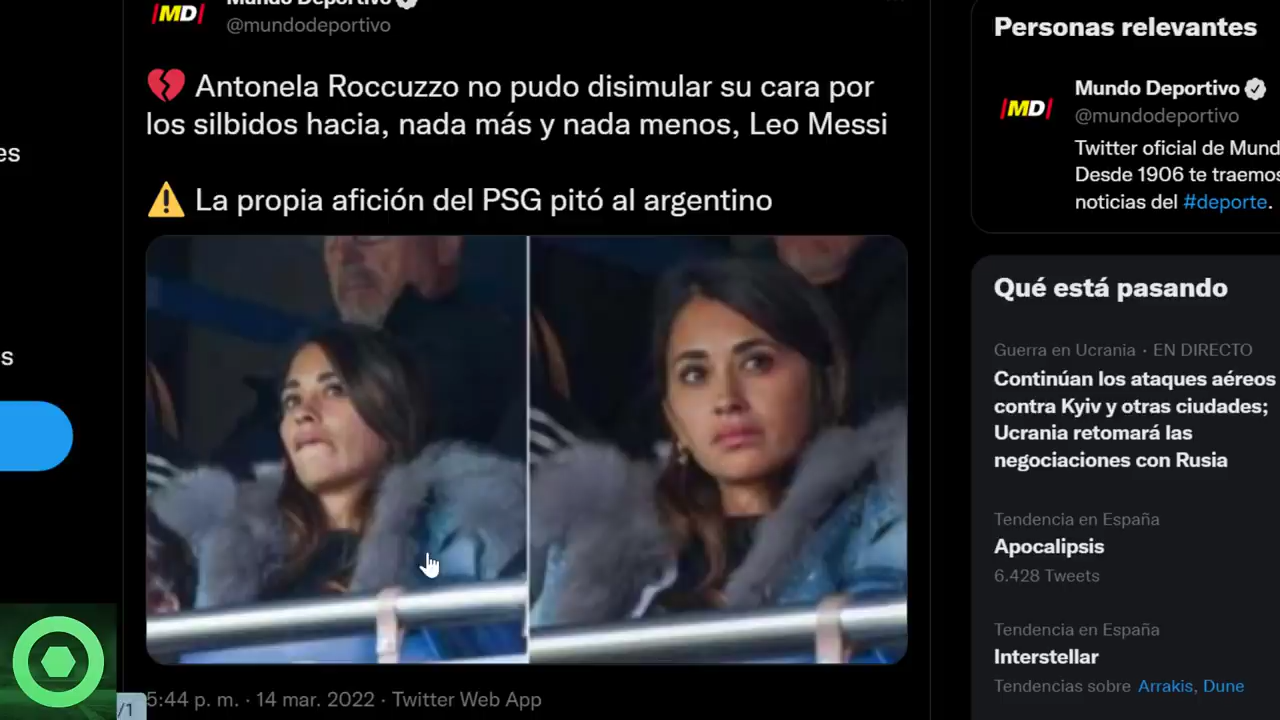 Mundo Deportivo
|MD|
@mundodeportivo
💔 Antonela Roccuzzo no pudo disimular su cara por
los silbidos hacia, nada más y nada menos, Leo Messi
⚠️ La propia afición del PSG pitó al argentino
5:44 p. m. · 14 mar. 2022 · Twitter Web App
/1
es
s
Personas relevantes
|MD|
Mundo Deportivo
@mundodeportivo
Twitter oficial de Mund
Desde 1906 te traemos
noticias del #deporte.
Qué está pasando
Guerra en Ucrania · EN DIRECTO
Continúan los ataques aéreos
contra Kyiv y otras ciudades;
Ucrania retomará las
negociaciones con Rusia
Tendencia en España
Apocalipsis
6.428 Tweets
Tendencia en España
Interstellar
Tendencias sobre Arrakis, Dune